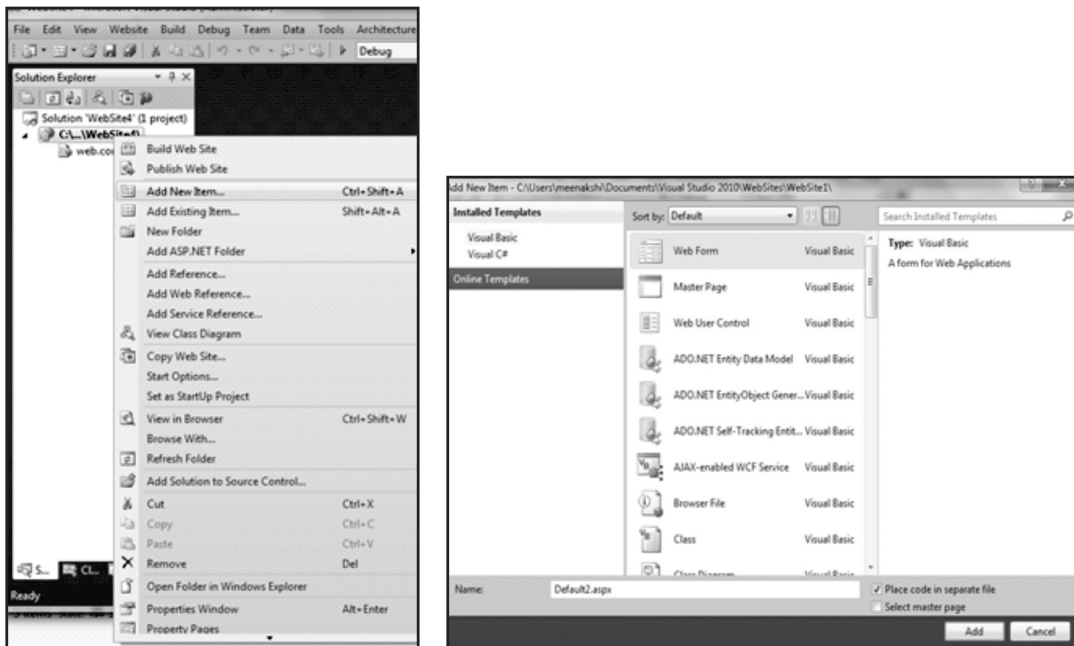 File Edit View Website Build Debug Team Data Tools Architecture
Debug
Solution Explorer
Solution 'WebSite4' (1 project)
C:\...\WebSite4\
Build Web Site
Publish Web Site
Add New Item... Ctrl+Shift+A
Add Existing Item... Shift+Alt+A
New Folder
Add ASP.NET Folder
Add Reference...
Add Web Reference...
Add Service Reference...
View Class Diagram
Copy Web Site...
Start Options...
Set as StartUp Project
View in Browser Ctrl+Shift+W
Browse With...
Refresh Folder
Add Solution to Source Control...
Cut Ctrl+X
Copy Ctrl+C
Paste Ctrl+V
Remove Del
Open Folder in Windows Explorer
Properties Window Alt+Enter
Property Pages
S... Cl...
Ready
Add New Item - C:\Users\meenakshi\Documents\Visual Studio 2010\WebSites\WebSite1\
Installed Templates
Visual Basic
Visual C#
Online Templates
Sort by: Default
Web Form Visual Basic
Master Page Visual Basic
Web User Control Visual Basic
ADO.NET Entity Data Model Visual Basic
ADO.NET EntityObject Gener... Visual Basic
ADO.NET Self-Tracking Entit... Visual Basic
AJAX-enabled WCF Service Visual Basic
Browser File Visual Basic
Class Visual Basic
Class Diagram Visual Basic
Search Installed Templates
Type: Visual Basic
A form for Web Applications
Name: Default2.aspx
Place code in separate file
Select master page
Add Cancel